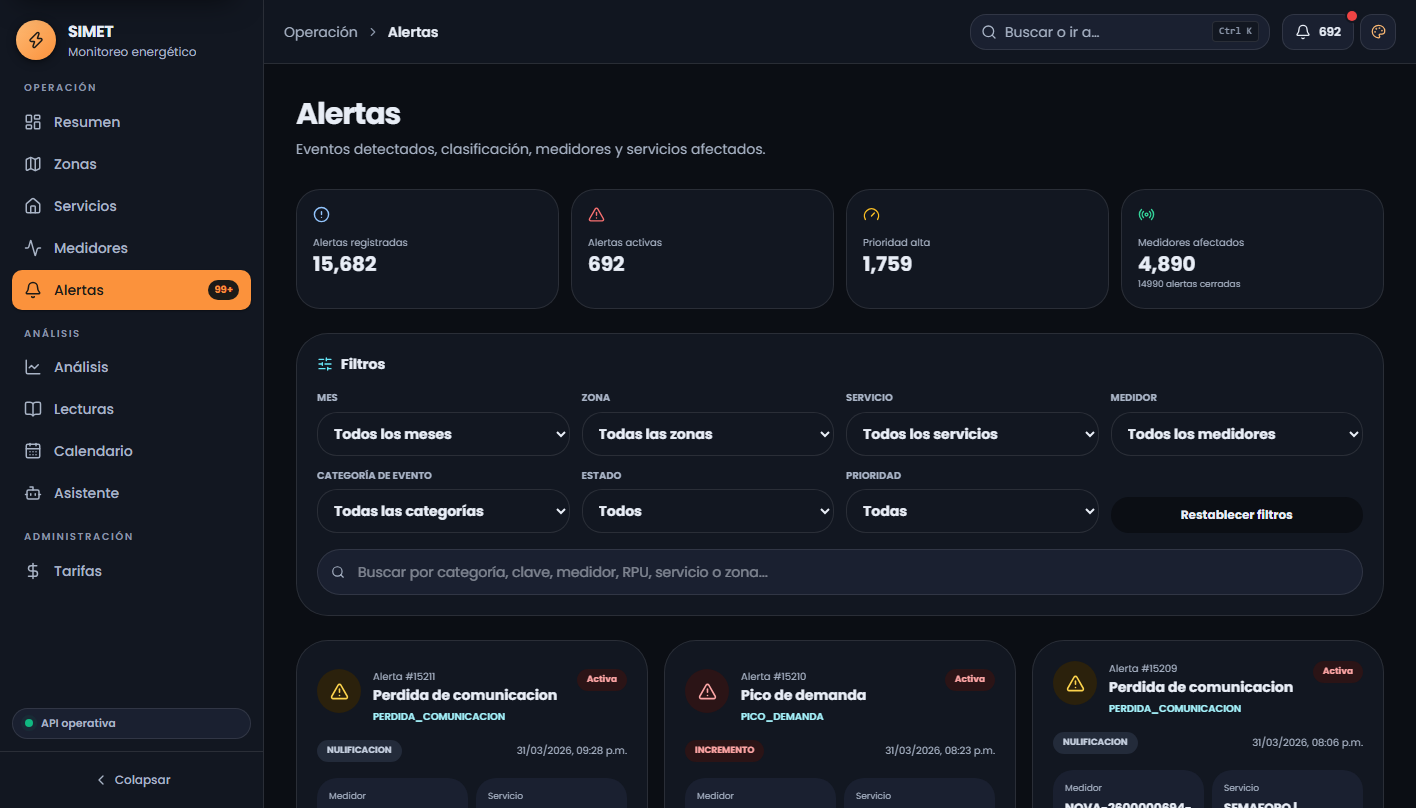 SIMET
Monitoreo energético
OPERACIÓN
Resumen
Zonas
Servicios
Medidores
Alertas 99+
ANÁLISIS
Análisis
Lecturas
Calendario
Asistente
ADMINISTRACIÓN
Tarifas
API operativa
Colapsar
Operación > Alertas
Buscar o ir a... Ctrl K
692
Alertas
Eventos detectados, clasificación, medidores y servicios afectados.
Alertas registradas
15,682
Alertas activas
692
Prioridad alta
1,759
Medidores afectados
4,890
14990 alertas cerradas
Filtros
MES
Todos los meses
ZONA
Todas las zonas
SERVICIO
Todos los servicios
MEDIDOR
Todos los medidores
CATEGORÍA DE EVENTO
Todas las categorías
ESTADO
Todos
PRIORIDAD
Todas
Restablecer filtros
Buscar por categoría, clave, medidor, RPU, servicio o zona...
Alerta #15211
Perdida de comunicacion
PERDIDA_COMUNICACION
Activa
NULIFICACION
31/03/2026, 09:28 p.m.
Medidor
Servicio
Alerta #15210
Pico de demanda
PICO_DEMANDA
Activa
INCREMENTO
31/03/2026, 08:23 p.m.
Medidor
Servicio
Alerta #15209
Perdida de comunicacion
PERDIDA_COMUNICACION
Activa
NULIFICACION
31/03/2026, 08:06 p.m.
Medidor
NOVA-2600000694-
Servicio
SEMAFORO